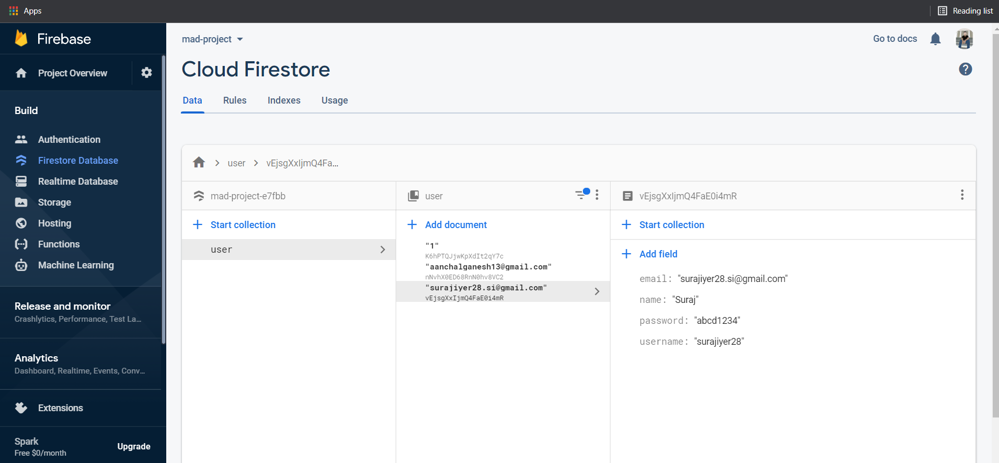 Apps
Reading list
Firebase
mad-project
Go to docs
Project Overview
Cloud Firestore
Data Rules Indexes Usage
Build
Authentication
Firestore Database
Realtime Database
Storage
Hosting
Functions
Machine Learning
Release and monitor
Crashlytics, Performance, Test La...
Analytics
Dashboard, Realtime, Events, Conv...
Extensions
Spark
Free $0/month
Upgrade
user
vEjsgXxIjmQ4Fa...
mad-project-e7fbb
Start collection
user
user
Add document
"1"
K6hPTQJjwKpXdIt2qY7c
"aanchalganesh13@gmail.com"
nNvhX0ED68RnN0hv8VC2
"surajiyer28.si@gmail.com"
vEjsgXxIjmQ4FaE0i4mR
vEjsgXxIjmQ4FaE0i4mR
Start collection
Add field
email: "surajiyer28.si@gmail.com"
name: "Suraj"
password: "abcd1234"
username: "surajiyer28"